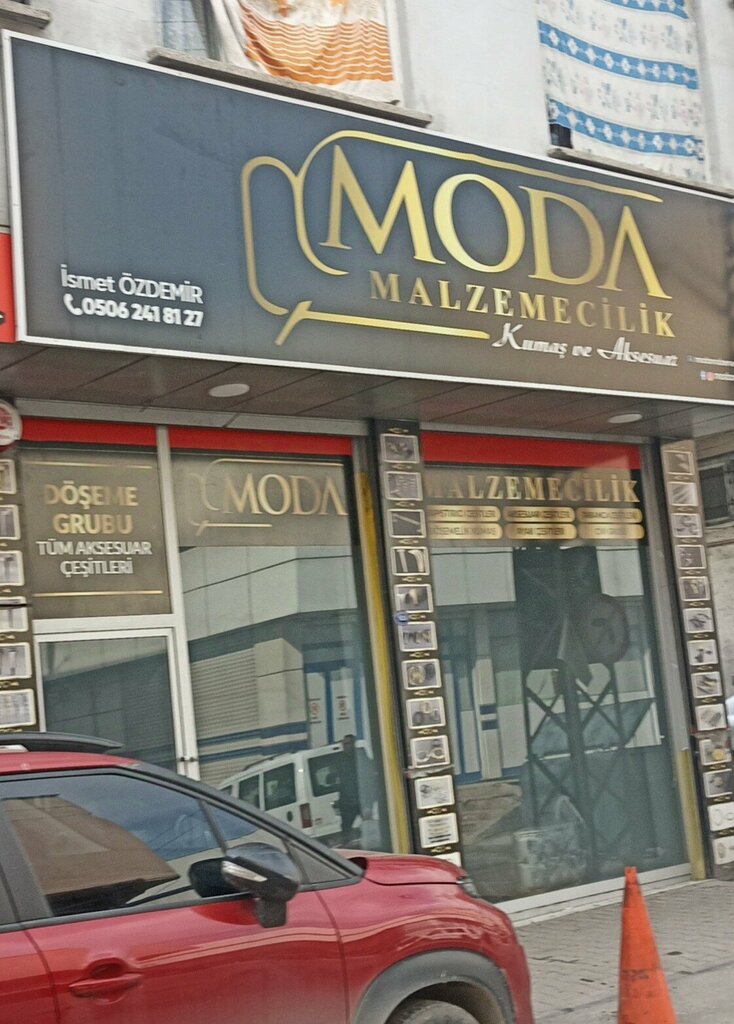 MODA
MALZEMECİLİK
Kumaş ve Aksesuar
İsmet ÖZDEMİR
0506 241 81 27
DÖŞEME
GRUBU
TÜM AKSESUAR
ÇEŞİTLERİ
MODA
MALZEMECİLİK